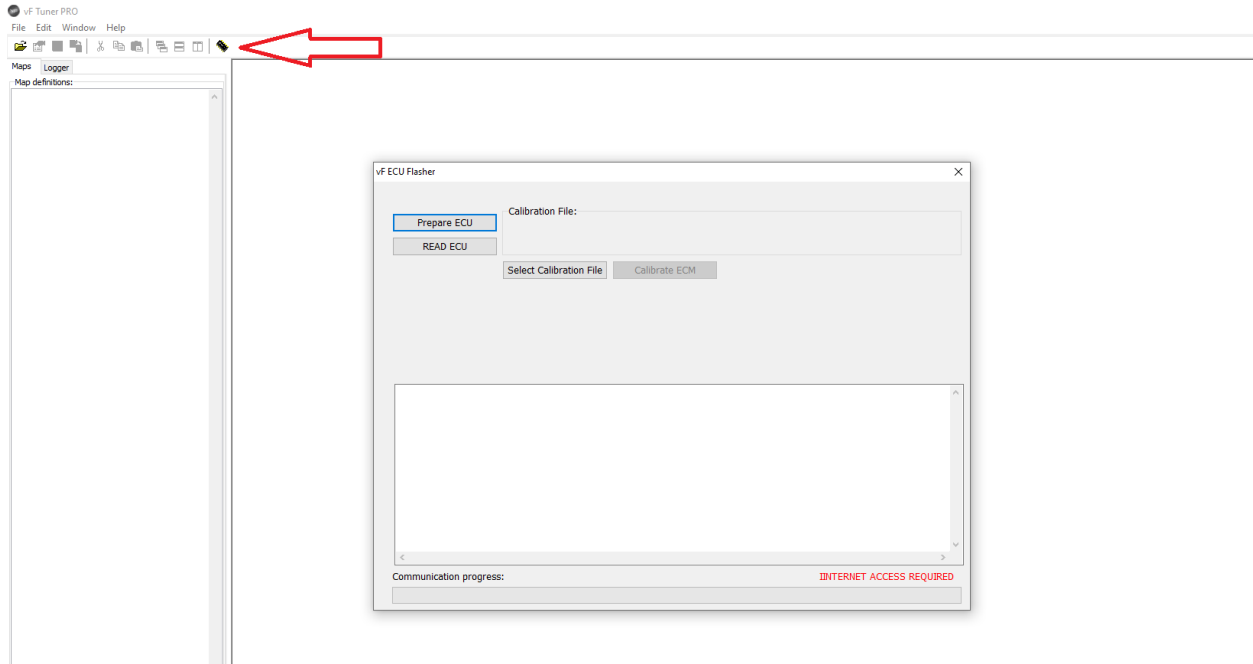 vF Tuner PRO
File Edit Window Help
Maps Logger
Map definitions:
vF ECU Flasher
Calibration File:
Prepare ECU
READ ECU
Select Calibration File Calibrate ECM
Communication progress: IINTERNET ACCESS REQUIRED